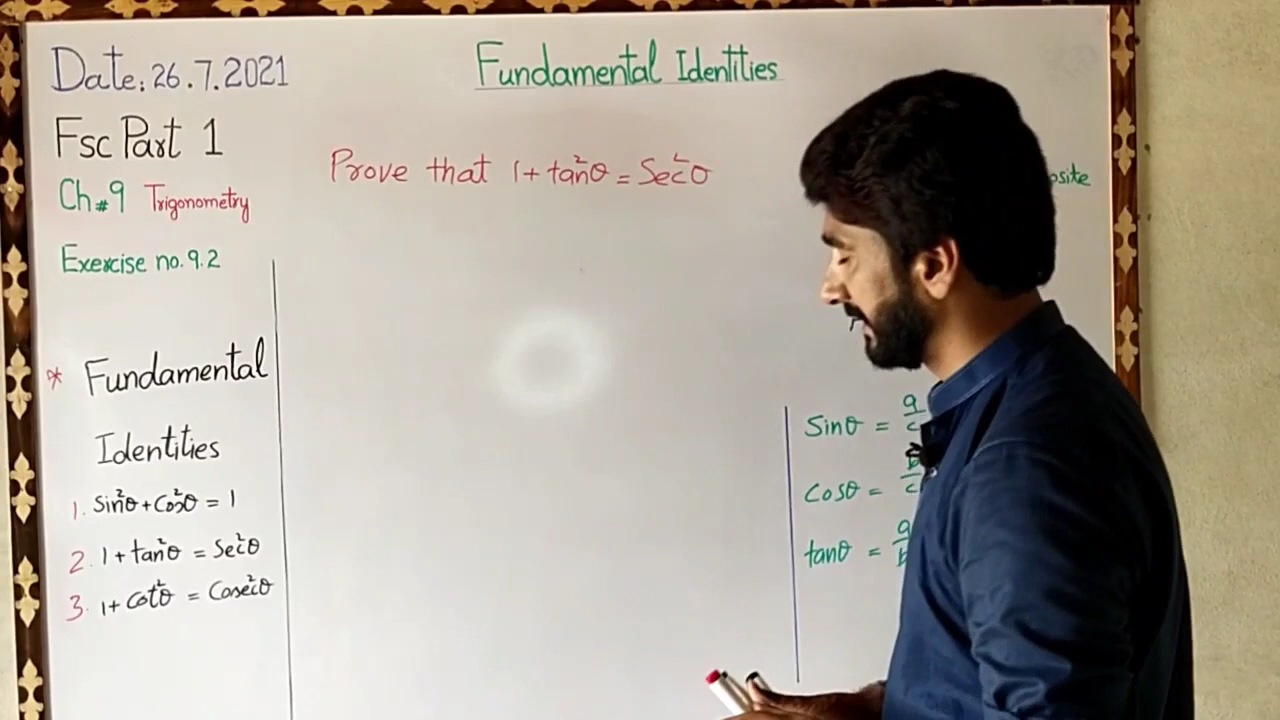 Date: 26.7.2021
Fundamental Identities
Fsc Part 1
Prove that 1 + tan²θ = Sec²θ
Ch#9 Trigonometry
Exercise no. 9.2
* Fundamental
Identities
1. Sin²θ + Cos²θ = 1
2. 1 + tan²θ = Sec²θ
3. 1 + Cot²θ = Cosec²θ
Sinθ = a/c
Cosθ = b/c
tanθ = a/b